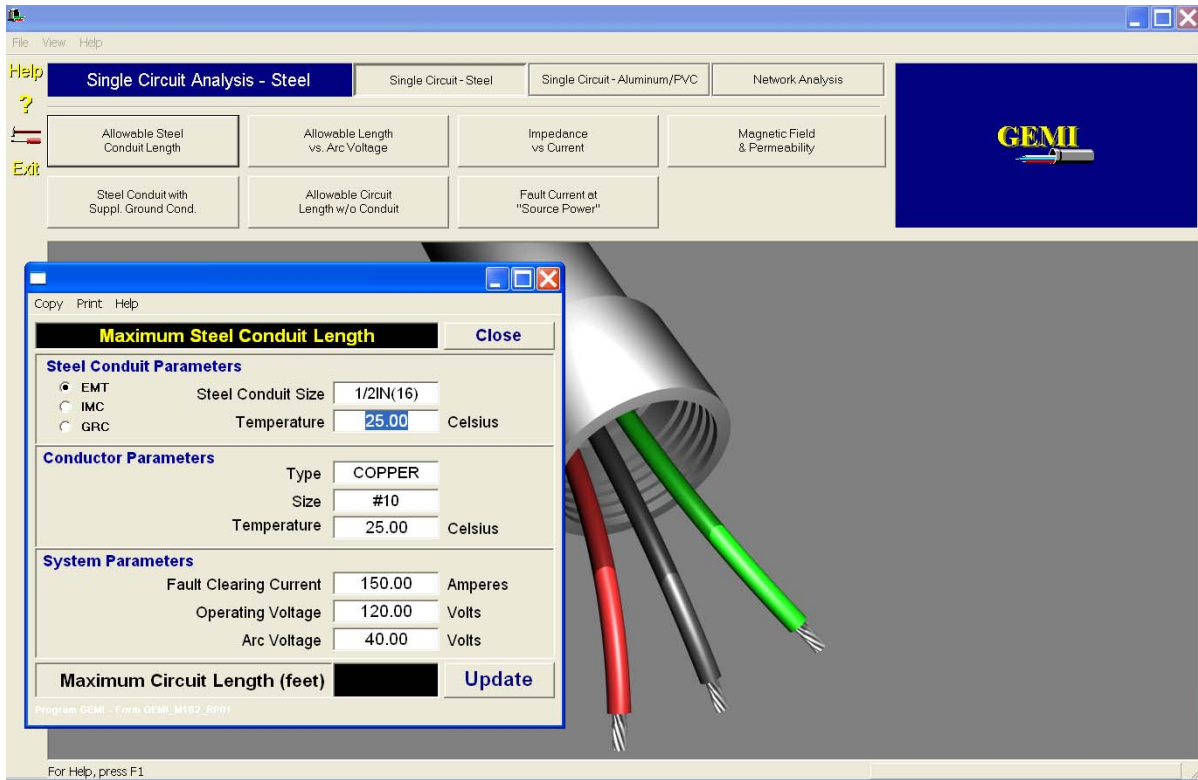 File View Help
Help
?
Exit
Single Circuit Analysis - Steel
Single Circuit - Steel
Single Circuit - Aluminum/PVC
Network Analysis
Allowable Steel
Conduit Length
Allowable Length
vs. Arc Voltage
Impedance
vs Current
Magnetic Field
& Permeability
Steel Conduit with
Suppl. Ground Cond.
Allowable Circuit
Length w/o Conduit
Fault Current at
"Source Power"
GEMI
Copy Print Help
Maximum Steel Conduit Length
Close
Steel Conduit Parameters
EMT
IMC
GRC
Steel Conduit Size 1/2IN(16)
Temperature 25.00 Celsius
Conductor Parameters
Type COPPER
Size #10
Temperature 25.00 Celsius
System Parameters
Fault Clearing Current 150.00 Amperes
Operating Voltage 120.00 Volts
Arc Voltage 40.00 Volts
Maximum Circuit Length (feet)
Update
Program GEMI - Form GEMI_M162_RP01
For Help, press F1